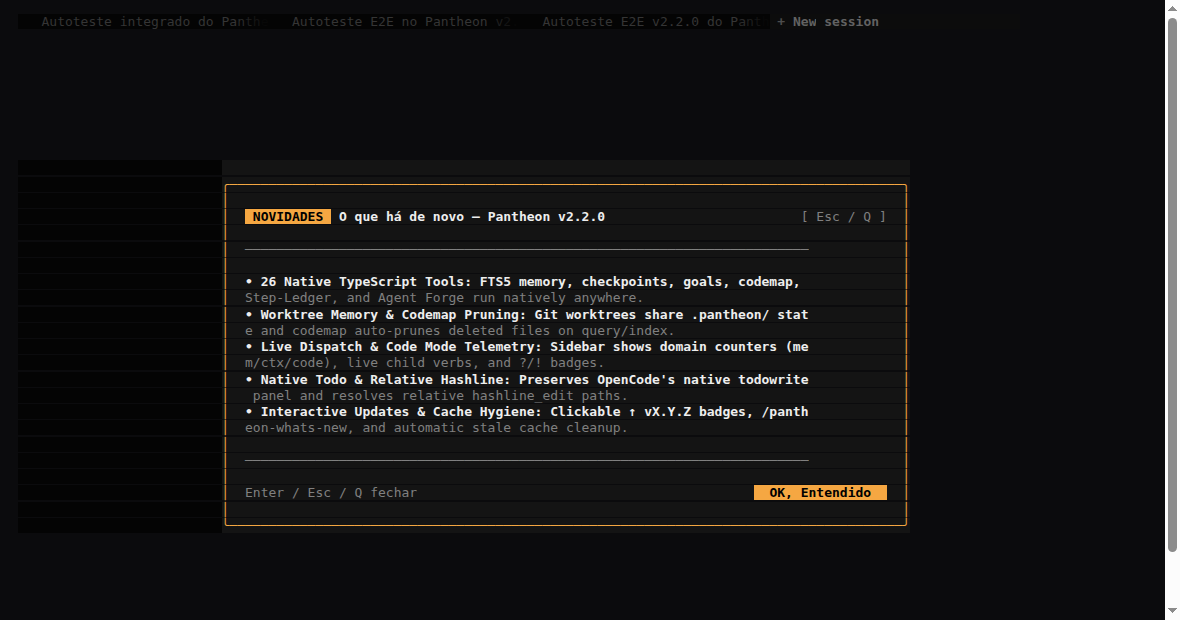 Autoteste integrado do Panthe Autoteste E2E no Pantheon v2 Autoteste E2E v2.2.0 do Pant + New session
NOVIDADES O que há de novo — Pantheon v2.2.0 [ Esc / Q ]
• 26 Native TypeScript Tools: FTS5 memory, checkpoints, goals, codemap,
Step-Ledger, and Agent Forge run natively anywhere.
• Worktree Memory & Codemap Pruning: Git worktrees share .pantheon/ stat
e and codemap auto-prunes deleted files on query/index.
• Live Dispatch & Code Mode Telemetry: Sidebar shows domain counters (me
m/ctx/code), live child verbs, and ?/! badges.
• Native Todo & Relative Hashline: Preserves OpenCode's native todowrite
panel and resolves relative hashline_edit paths.
• Interactive Updates & Cache Hygiene: Clickable ↑ vX.Y.Z badges, /panth
eon-whats-new, and automatic stale cache cleanup.
Enter / Esc / Q fechar OK, Entendido